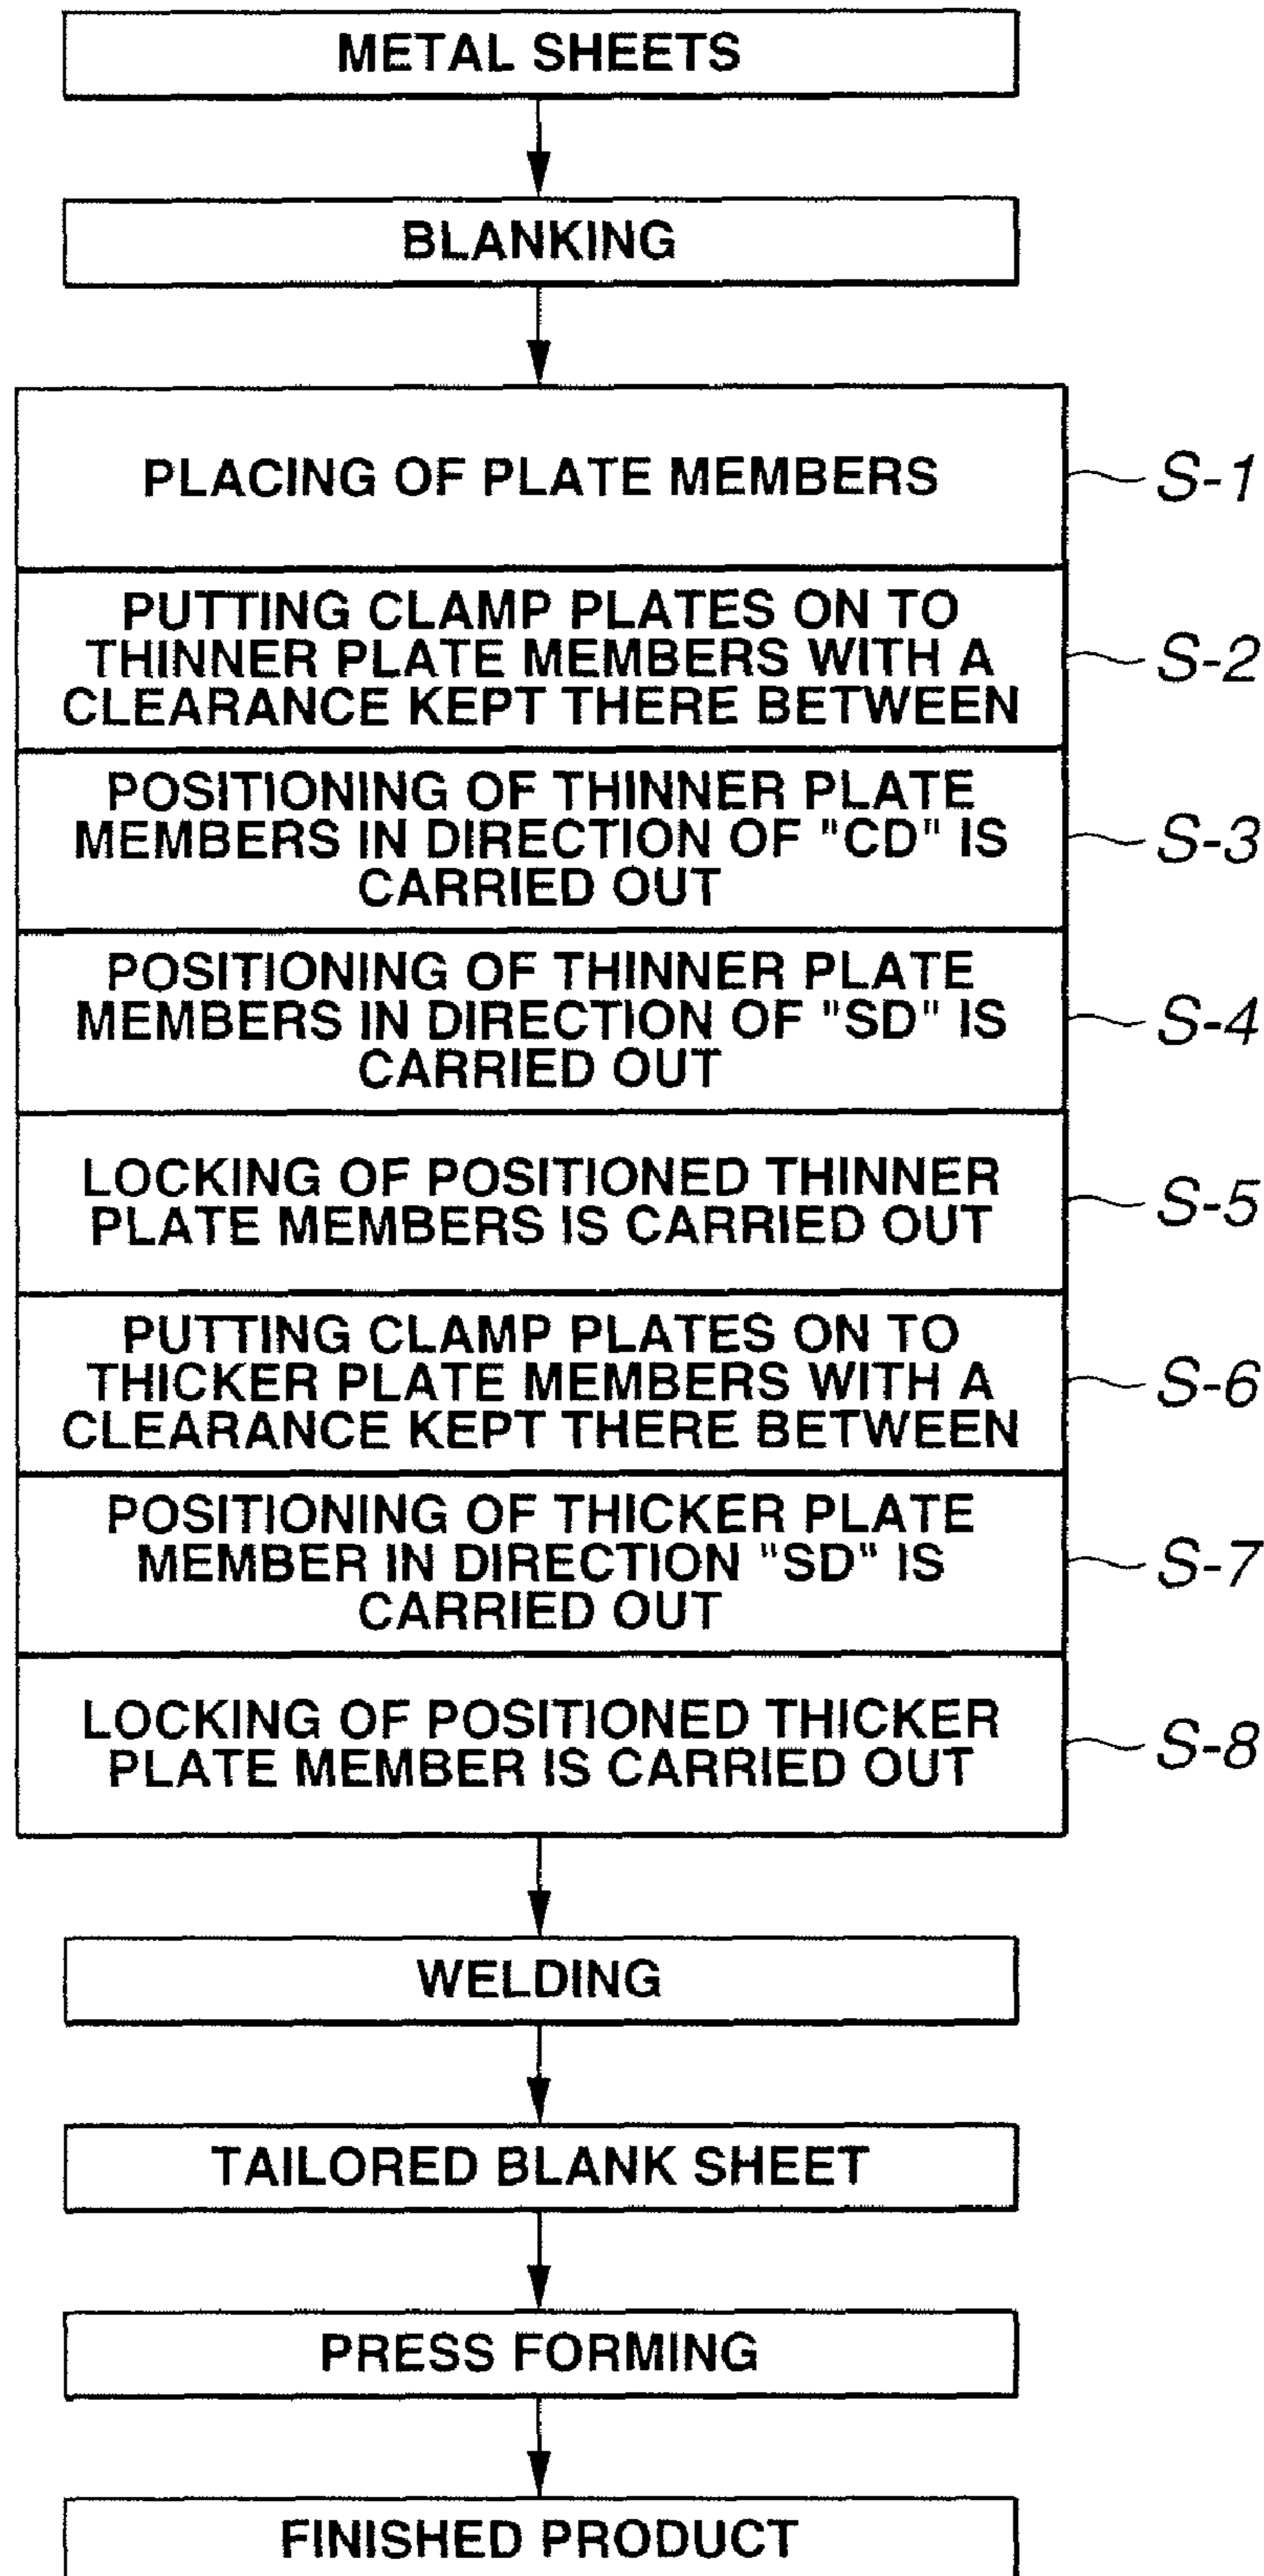 METAL SHEETS
BLANKING
PLACING OF PLATE MEMBERS
S-1
PUTTING CLAMP PLATES ON TO
THINNER PLATE MEMBERS WITH A
CLEARANCE KEPT THERE BETWEEN
S-2
POSITIONING OF THINNER PLATE
MEMBERS IN DIRECTION OF "CD" IS
CARRIED OUT
S-3
POSITIONING OF THINNER PLATE
MEMBERS IN DIRECTION OF "SD" IS
CARRIED OUT
S-4
LOCKING OF POSITIONED THINNER
PLATE MEMBERS IS CARRIED OUT
S-5
PUTTING CLAMP PLATES ON TO
THICKER PLATE MEMBERS WITH A
CLEARANCE KEPT THERE BETWEEN
S-6
POSITIONING OF THICKER PLATE
MEMBER IN DIRECTION "SD" IS
CARRIED OUT
S-7
LOCKING OF POSITIONED THICKER
PLATE MEMBER IS CARRIED OUT
S-8
WELDING
TAILORED BLANK SHEET
PRESS FORMING
FINISHED PRODUCT